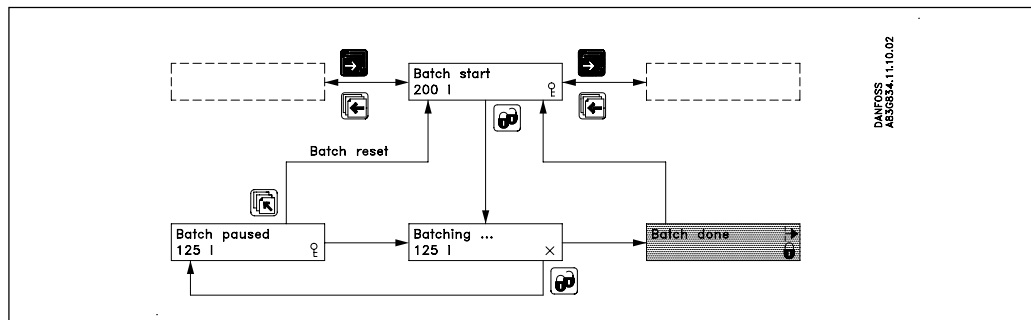 Batch start
200 l
Batch reset
Batch paused
125 l
Batching ...
125 l
Batch done
DANFOSS
A83G834.11.10.02